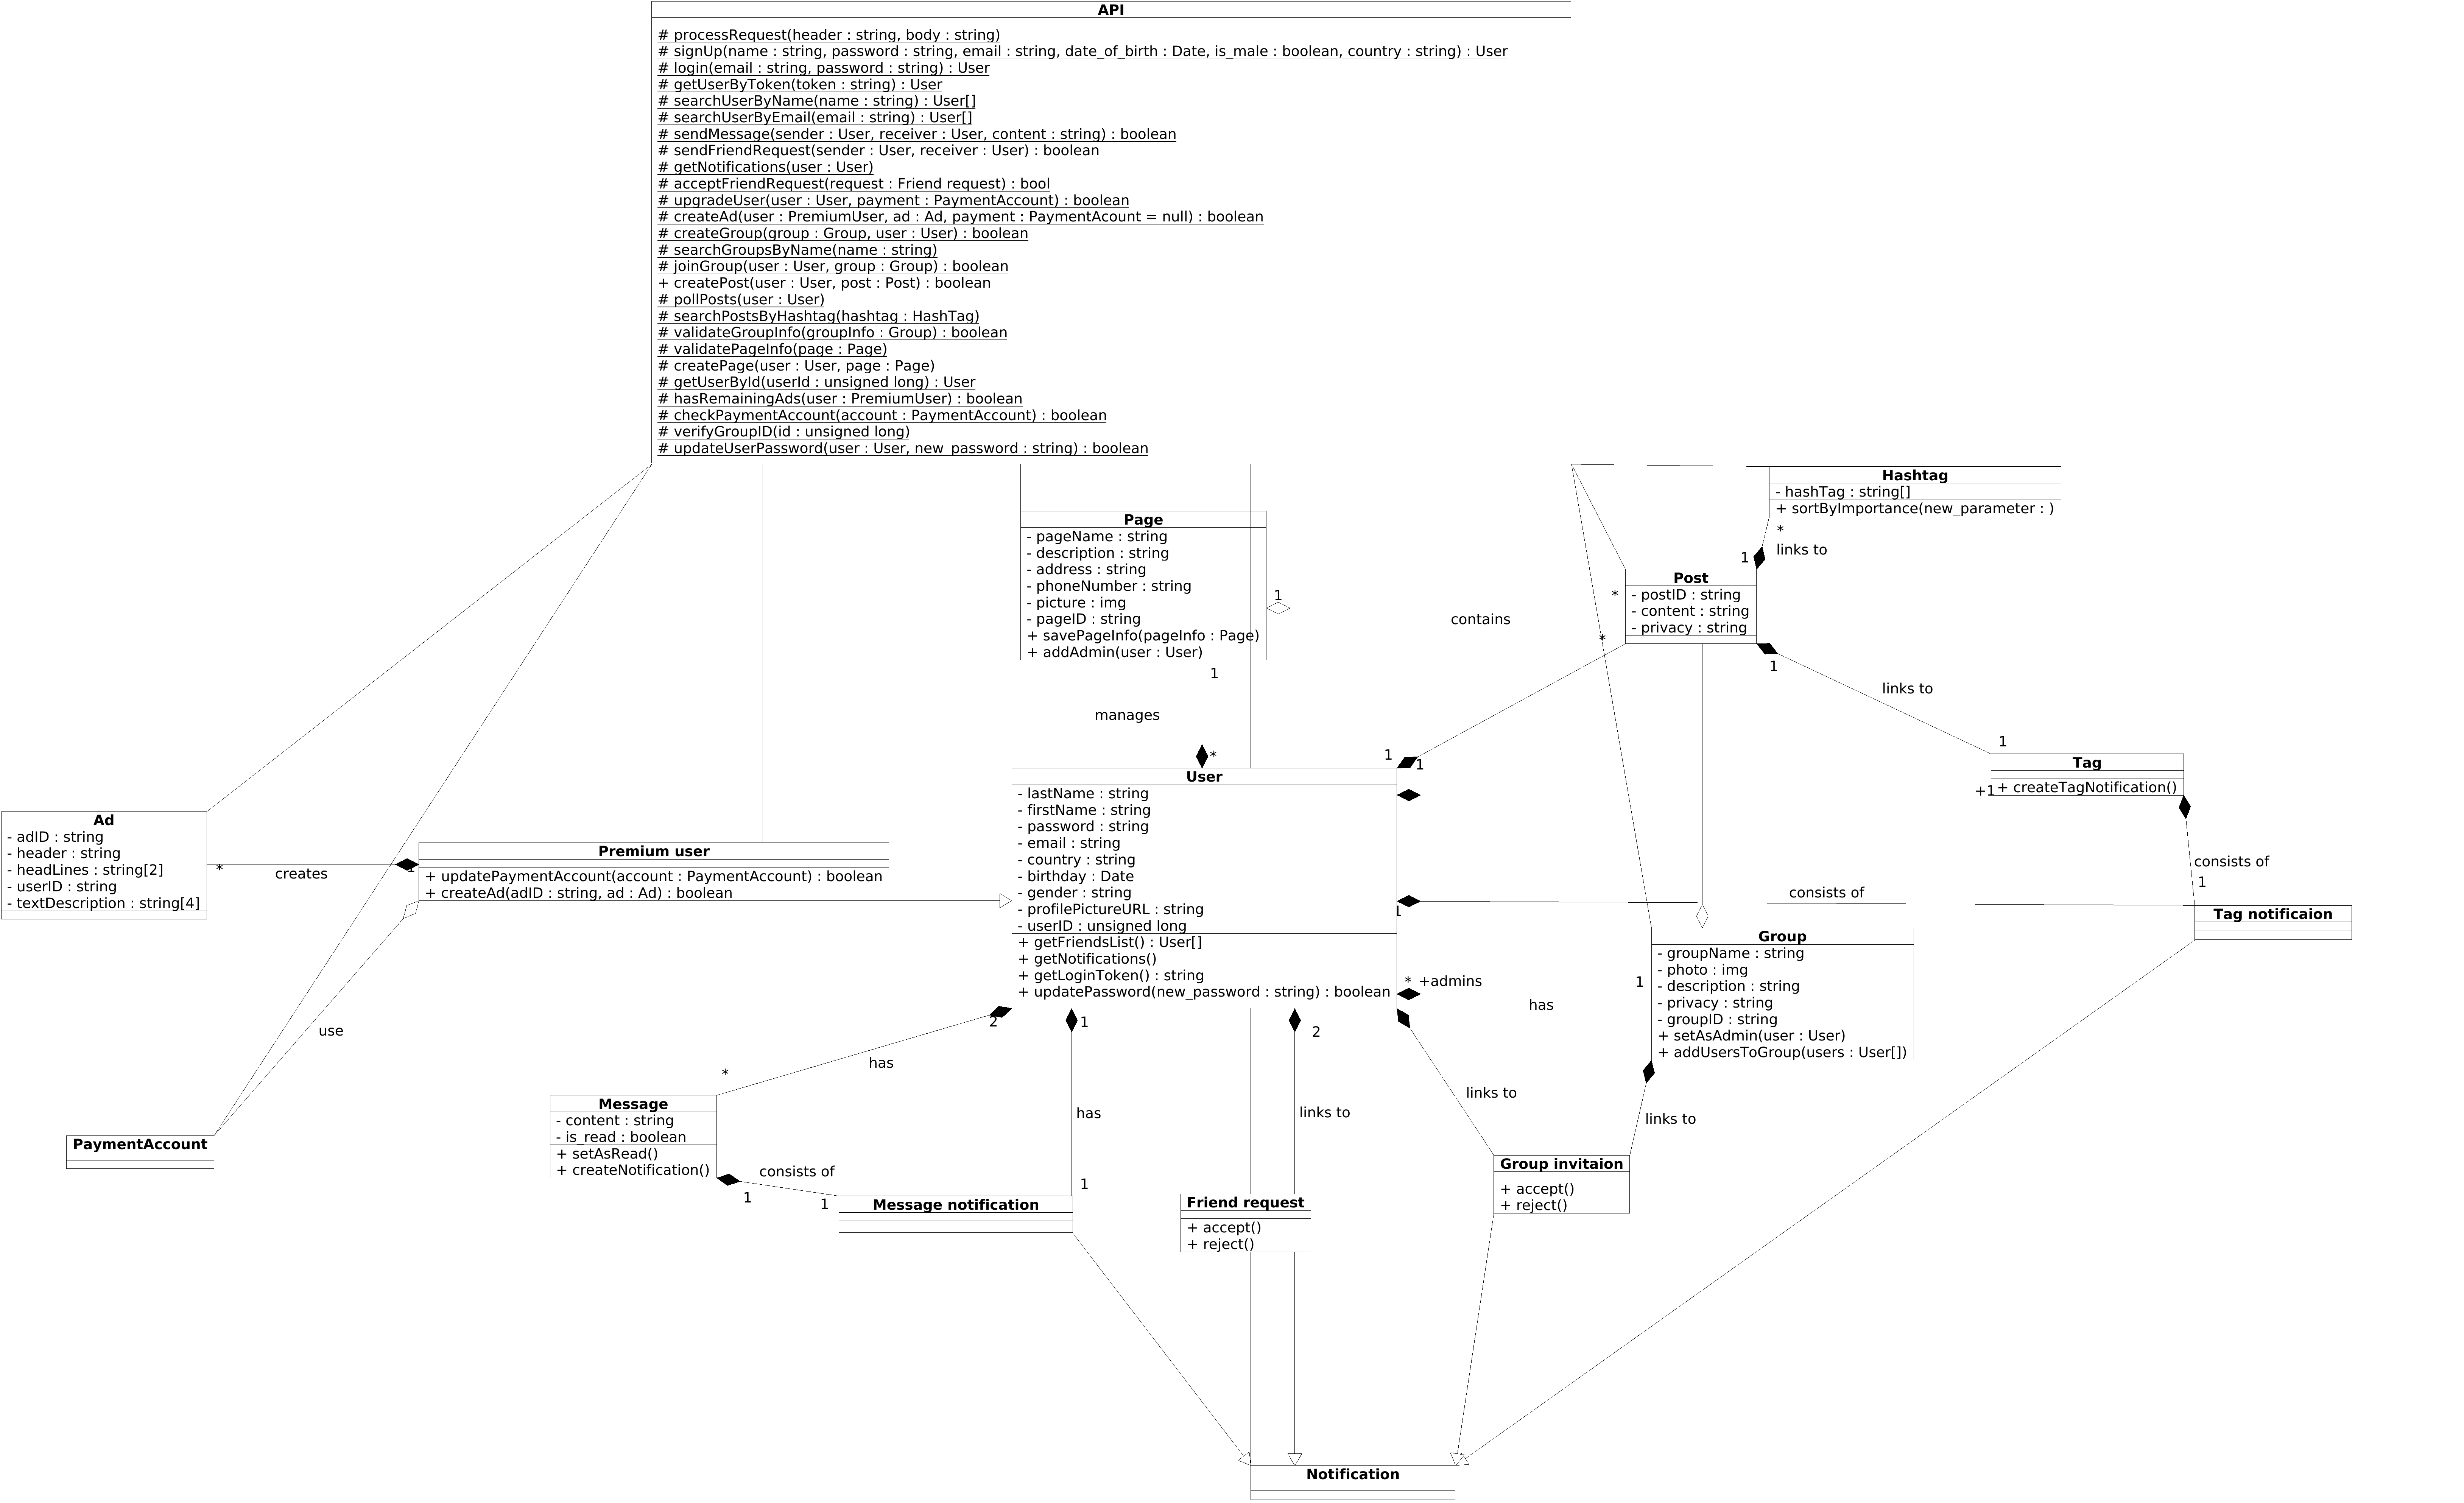 API
# processRequest(header : string, body : string)
# signUp(name : string, password : string, email : string, date_of_birth : Date, is_male : boolean, country : string) : User
# login(email : string, password : string) : User
# getUserByToken(token : string) : User
# searchUserByName(name : string) : User[]
# searchUserByEmail(email : string) : User[]
# sendMessage(sender : User, receiver : User, content : string) : boolean
# sendFriendRequest(sender : User, receiver : User) : boolean
# getNotifications(user : User)
# acceptFriendRequest(request : Friend request) : bool
# upgradeUser(user : User, payment : PaymentAccount) : boolean
# createAd(user : PremiumUser, ad : Ad, payment : PaymentAcount = null) : boolean
# createGroup(group : Group, user : User) : boolean
# searchGroupsByName(name : string)
# joinGroup(user : User, group : Group) : boolean
+ createPost(user : User, post : Post) : boolean
# pollPosts(user : User)
# searchPostsByHashtag(hashtag : HashTag)
# validateGroupInfo(groupInfo : Group) : boolean
# validatePageInfo(page : Page)
# createPage(user : User, page : Page)
# getUserById(userId : unsigned long) : User
# hasRemainingAds(user : PremiumUser) : boolean
# checkPaymentAccount(account : PaymentAccount) : boolean
# verifyGroupID(id : unsigned long)
# updateUserPassword(user : User, new_password : string) : boolean
Hashtag
- hashTag : string[]
+ sortByImportance(new_parameter : )
*
links to
1
Page
- pageName : string
- description : string
- address : string
- phoneNumber : string
- picture : img
- pageID : string
+ savePageInfo(pageInfo : Page)
+ addAdmin(user : User)
1
contains
*
Post
- postID : string
- content : string
- privacy : string
*
1
links to
1
1
manages
*
1
1
Tag
+ createTagNotification()
+1
User
- lastName : string
- firstName : string
- password : string
- email : string
- country : string
- birthday : Date
- gender : string
- profilePictureURL : string
- userID : unsigned long
+ getFriendsList() : User[]
+ getNotifications()
+ getLoginToken() : string
+ updatePassword(new_password : string) : boolean
Ad
- adID : string
- header : string
- headLines : string[2]
- userID : string
- textDescription : string[4]
*
creates
1
Premium user
+ updatePaymentAccount(account : PaymentAccount) : boolean
+ createAd(adID : string, ad : Ad) : boolean
consists of
1
consists of
1
Tag notificaion
Group
- groupName : string
- photo : img
- description : string
- privacy : string
- groupID : string
+ setAsAdmin(user : User)
+ addUsersToGroup(users : User[])
* +admins
has
1
use
2
has
*
1
has
1
2
links to
links to
links to
PaymentAccount
Message
- content : string
- is_read : boolean
+ setAsRead()
+ createNotification()
consists of
1
1
Message notification
Friend request
+ accept()
+ reject()
Group invitaion
+ accept()
+ reject()
Notification